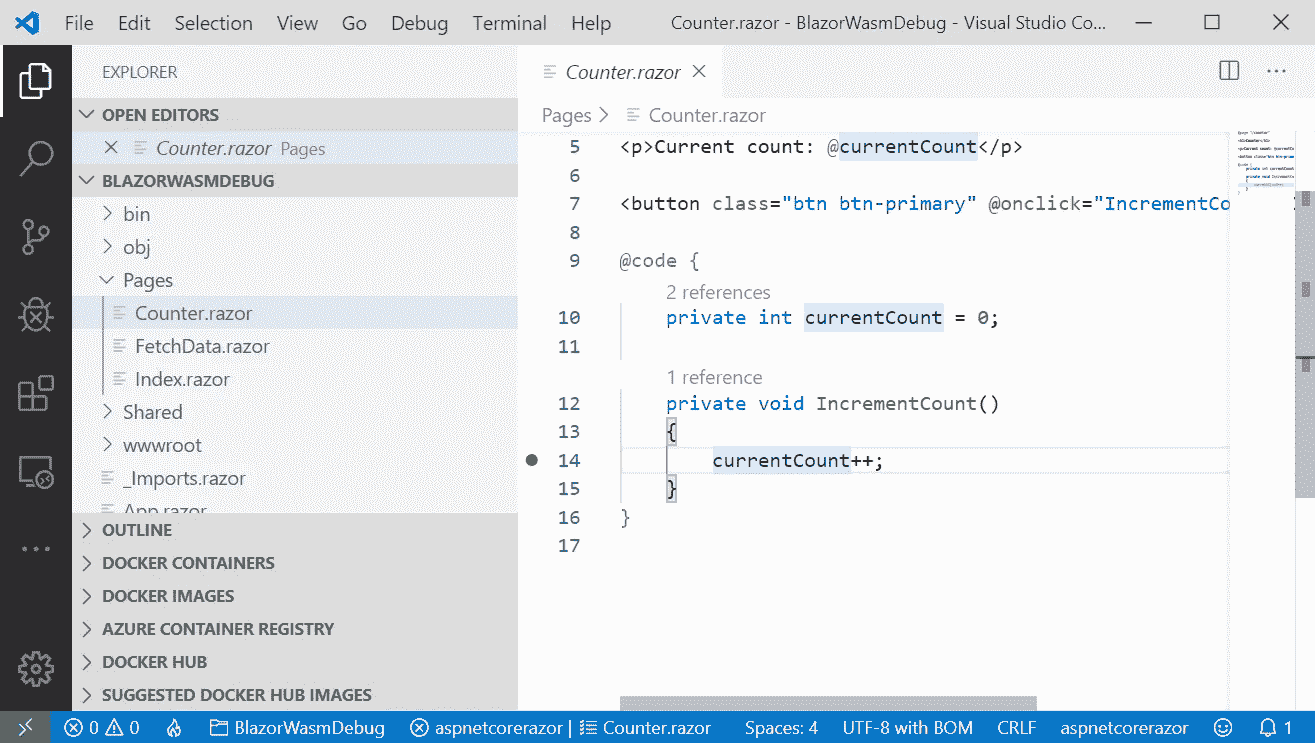 File Edit Selection View Go Debug Terminal Help Counter.razor - BlazorWasmDebug - Visual Studio Co...
EXPLORER
OPEN EDITORS
Counter.razor Pages
BLAZORWASMDEBUG
bin
obj
Pages
Counter.razor
FetchData.razor
Index.razor
Shared
wwwroot
_Imports.razor
App.razor
OUTLINE
DOCKER CONTAINERS
DOCKER IMAGES
AZURE CONTAINER REGISTRY
DOCKER HUB
SUGGESTED DOCKER HUB IMAGES
Counter.razor
Pages > Counter.razor
5 <p>Current count: @currentCount</p>
6
7 <button class="btn btn-primary" @onclick="IncrementCo
8
9 @code {
2 references
10 private int currentCount = 0;
11
1 reference
12 private void IncrementCount()
13 {
14 currentCount++;
15 }
16 }
17
0 0 BlazorWasmDebug aspnetcorerazor | Counter.razor Spaces: 4 UTF-8 with BOM CRLF aspnetcorerazor 1